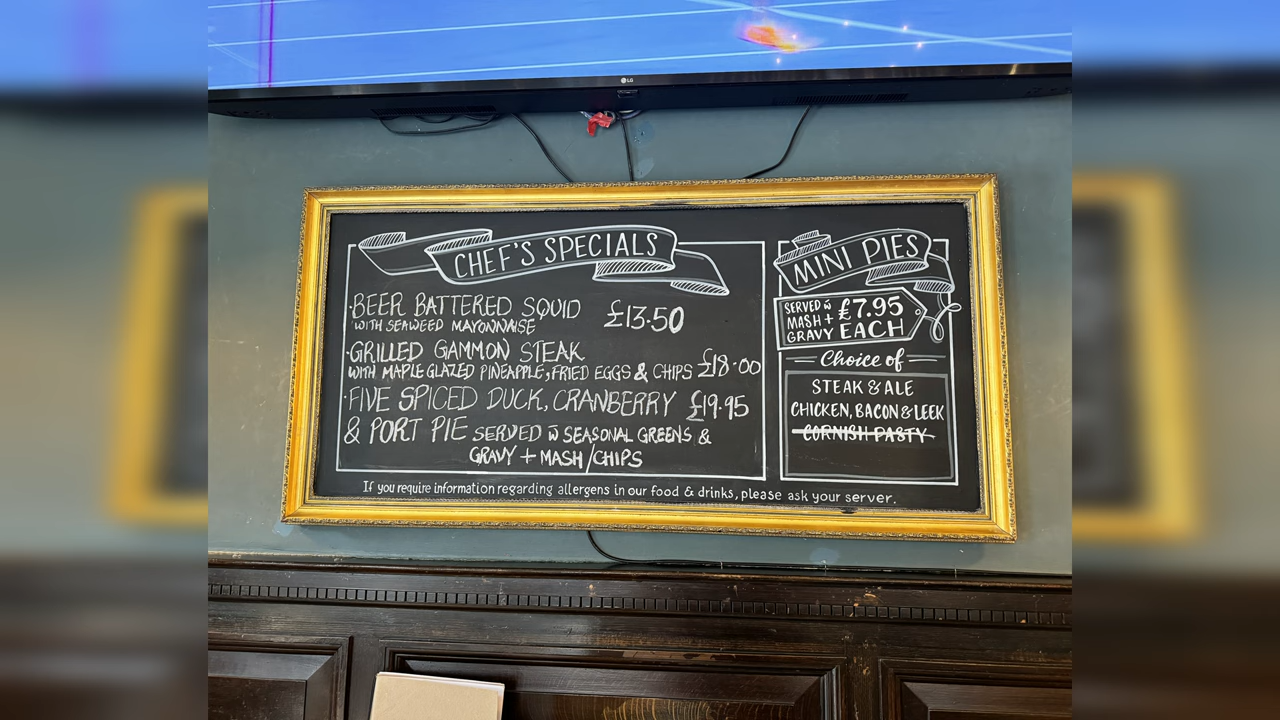 LG
CHEF'S SPECIALS
·BEER BATTERED SQUID £13.50
WITH SEAWEED MAYONNAISE
·GRILLED GAMMON STEAK
WITH MAPLE GLAZED PINEAPPLE, FRIED EGGS & CHIPS £18.00
·FIVE SPICED DUCK, CRANBERRY £19.95
& PORT PIE SERVED w̄ SEASONAL GREENS &
GRAVY + MASH/CHIPS
MINI PIES
SERVED w̄
MASH +
GRAVY
£7.95
EACH
Choice of
STEAK & ALE
CHICKEN, BACON & LEEK
CORNISH PASTY
If you require information regarding allergens in our food & drinks, please ask your server.